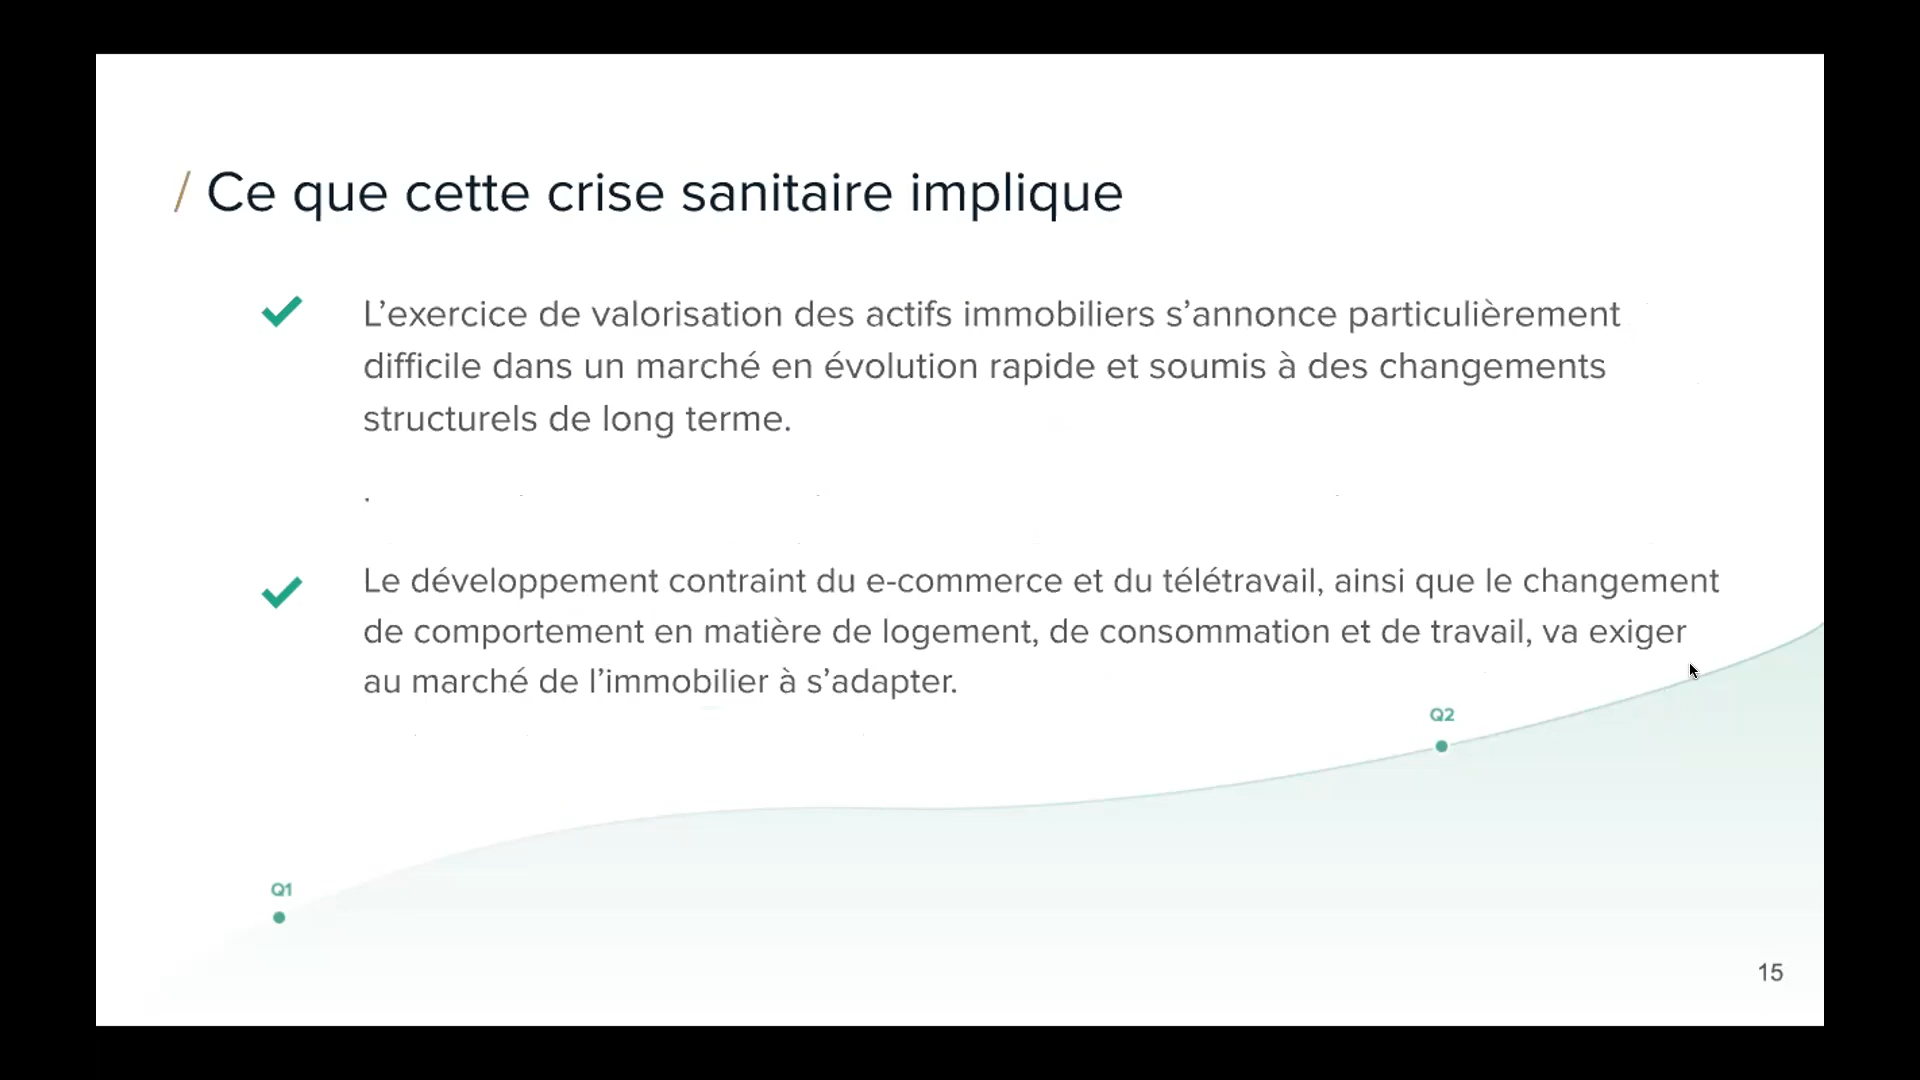 / Ce que cette crise sanitaire implique
L’exercice de valorisation des actifs immobiliers s’annonce particulièrement
difficile dans un marché en évolution rapide et soumis à des changements
structurels de long terme.
.
Le développement contraint du e-commerce et du télétravail, ainsi que le changement
de comportement en matière de logement, de consommation et de travail, va exiger
au marché de l’immobilier à s’adapter.
Q2
Q1
15